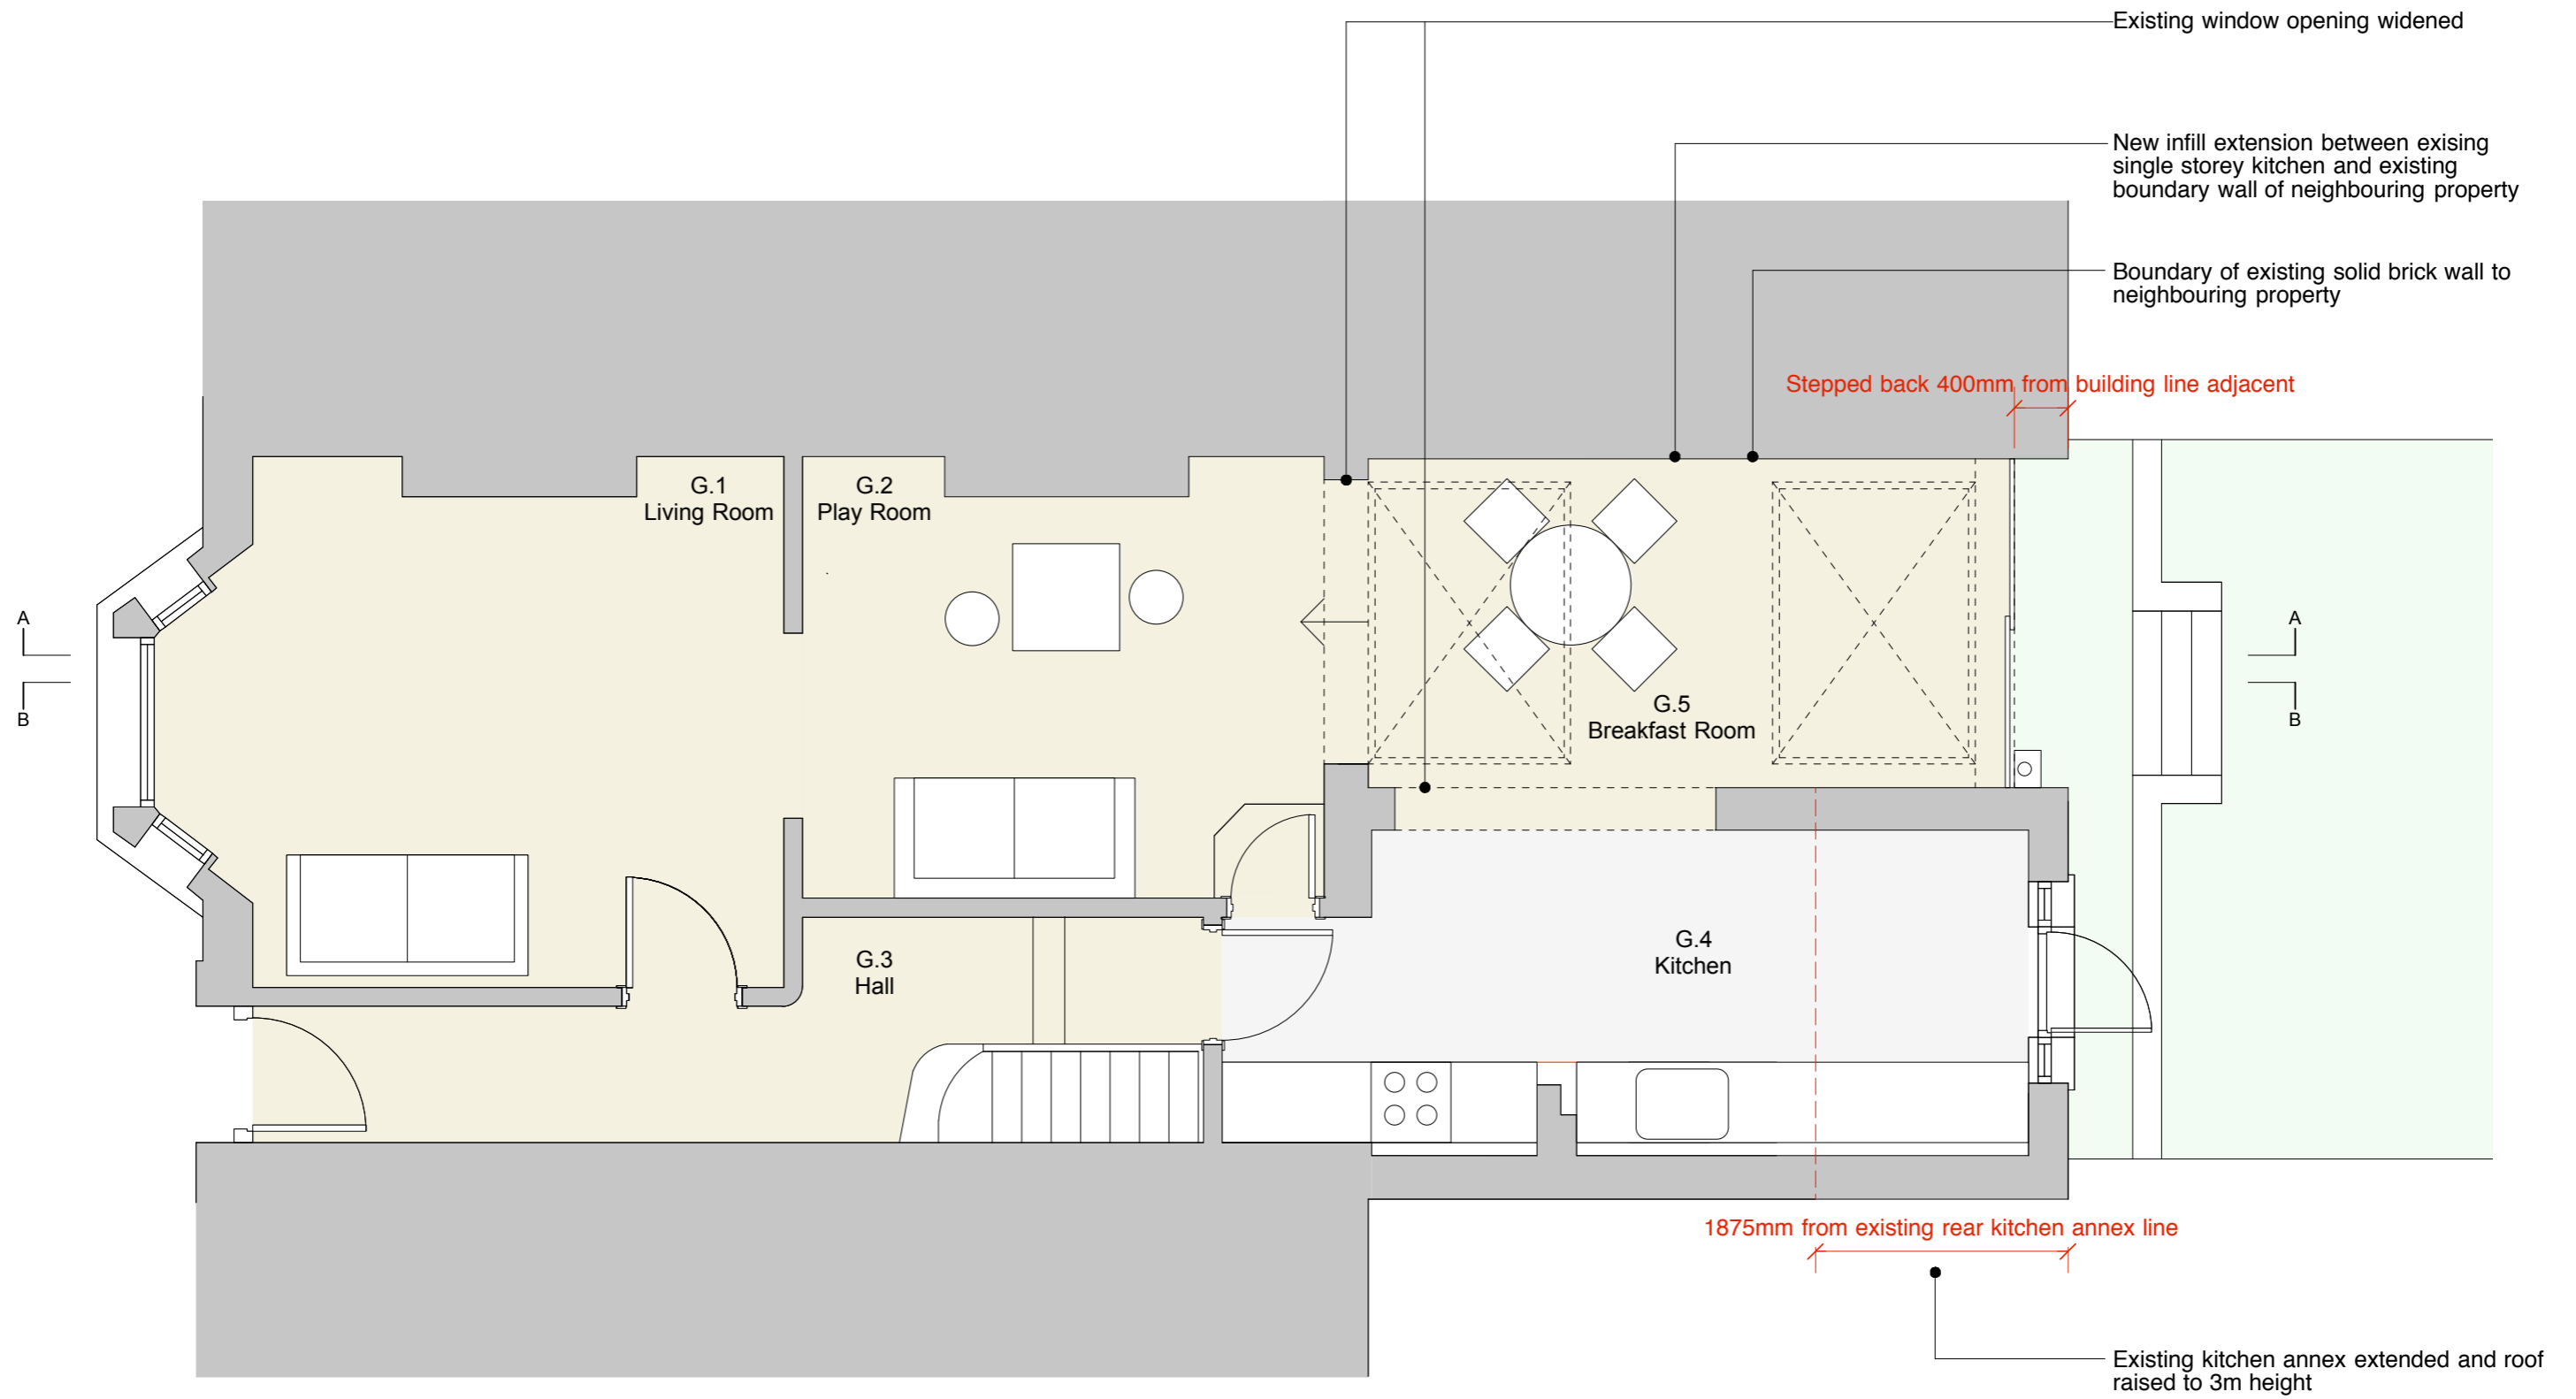 Existing window opening widened
New infill extension between exising
single storey kitchen and existing
boundary wall of neighbouring property
Boundary of existing solid brick wall to
neighbouring property
Stepped back 400mm from building line adjacent
G.1
Living Room
G.2
Play Room
A
B
A
B
G.5
Breakfast Room
G.3
Hall
G.4
Kitchen
1875mm from existing rear kitchen annex line
Existing kitchen annex extended and roof
raised to 3m height